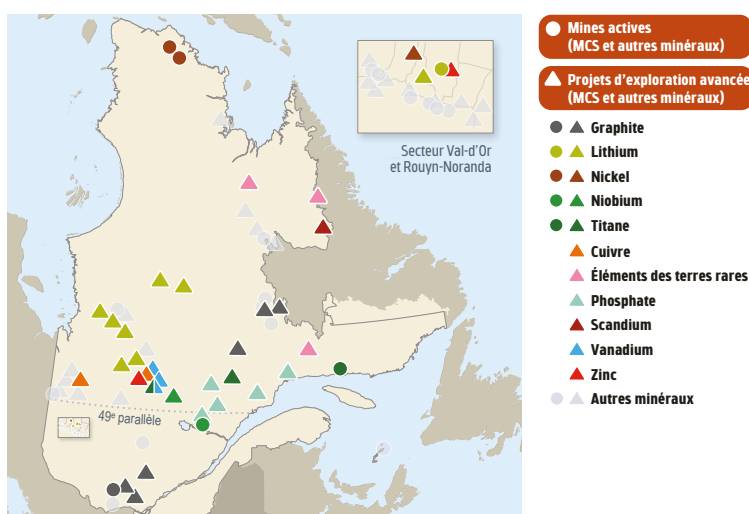 Secteur Val-d'Or
et Rouyn-Noranda
49e parallèle
Mines actives
(MCS et autres minéraux)
Projets d'exploration avancée
(MCS et autres minéraux)
Graphite
Lithium
Nickel
Niobium
Titane
Cuivre
Éléments des terres rares
Phosphate
Scandium
Vanadium
Zinc
Autres minéraux